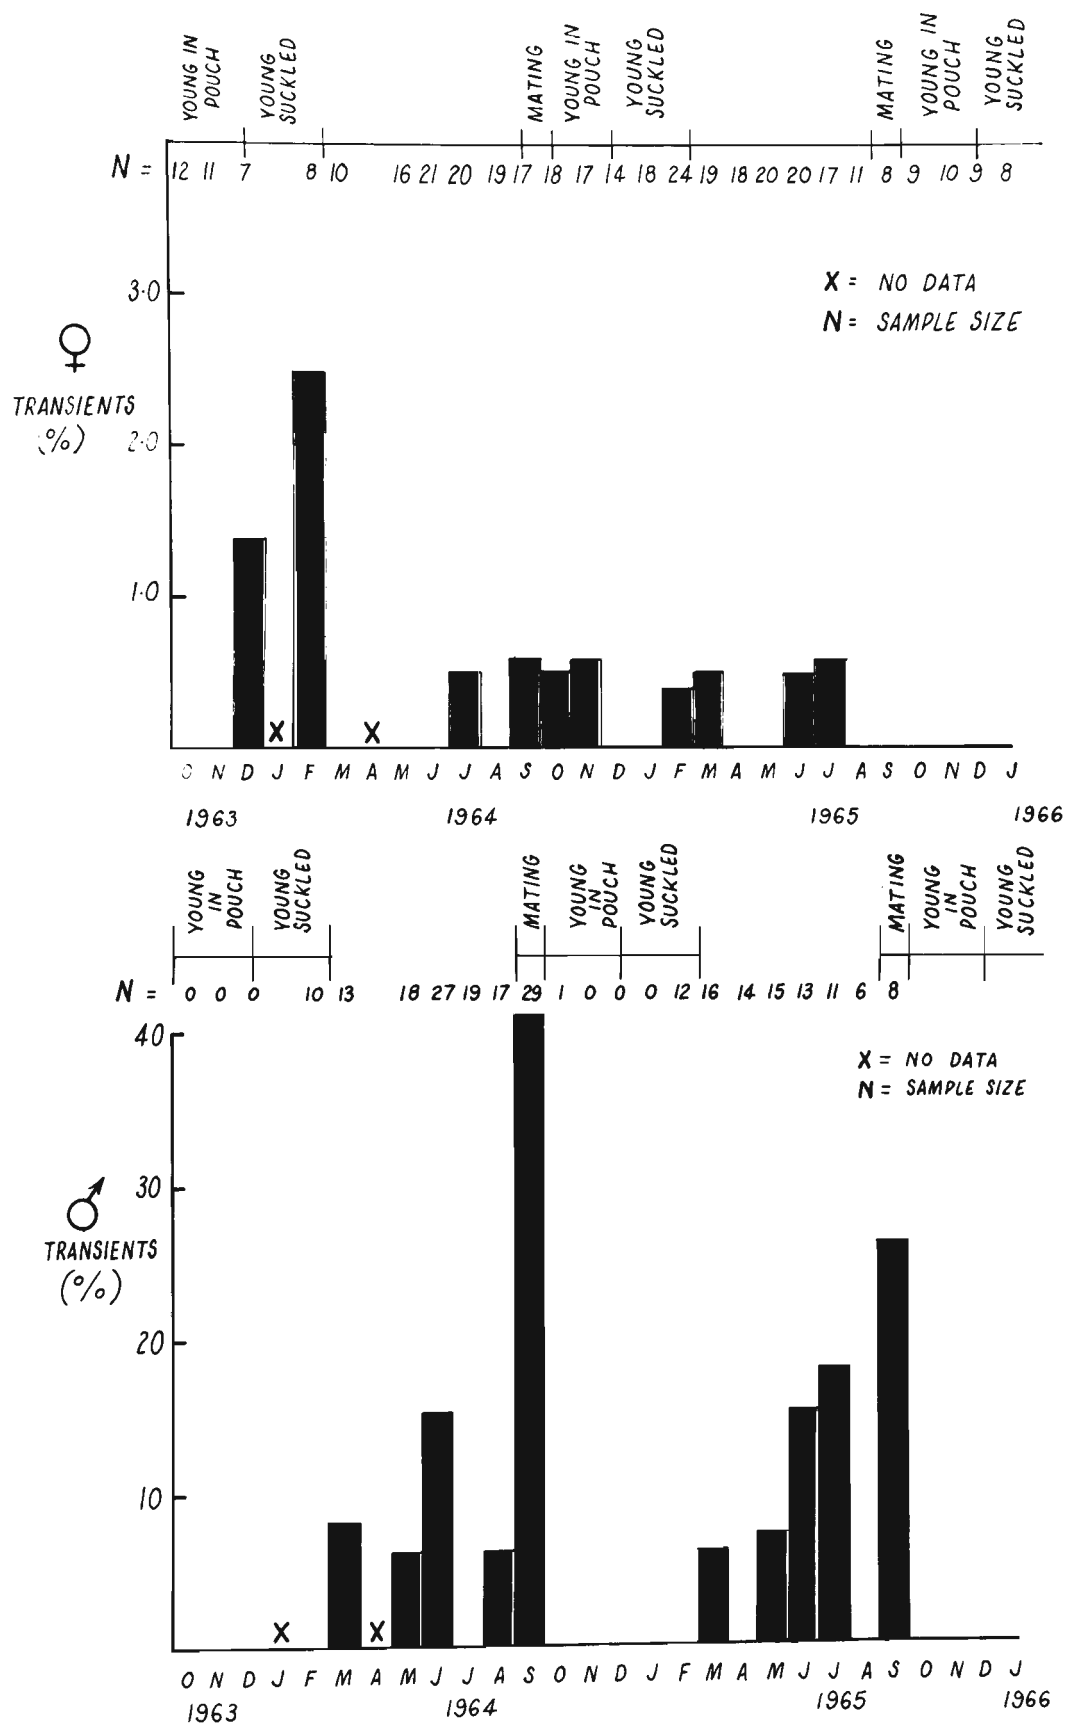 YOUNG IN POUCH
YOUNG SUCKLED
MATING
YOUNG IN POUCH
YOUNG SUCKLED
MATING
YOUNG IN POUCH
YOUNG SUCKLED
N = 12 11 7 8 10 16 21 20 19 17 18 17 14 18 24 19 18 20 20 17 11 8 9 10 9 8
X = NO DATA
N = SAMPLE SIZE
3·0
♀
TRANSIENTS
(%)
2·0
1·0
X X
O N D J F M A M J J A S O N D J F M A M J J A S O N D J
1963 1964 1965 1966
YOUNG IN POUCH
YOUNG SUCKLED
MATING
YOUNG IN POUCH
YOUNG SUCKLED
MATING
YOUNG IN POUCH
YOUNG SUCKLED
N = 0 0 0 10 13 18 27 19 17 29 1 0 0 0 12 16 14 15 13 11 6 8
40
X = NO DATA
N = SAMPLE SIZE
30
♂
TRANSIENTS
(%)
20
10
X X
O N D J F M A M J J A S O N D J F M A M J J A S O N D J
1963 1964 1965 1966